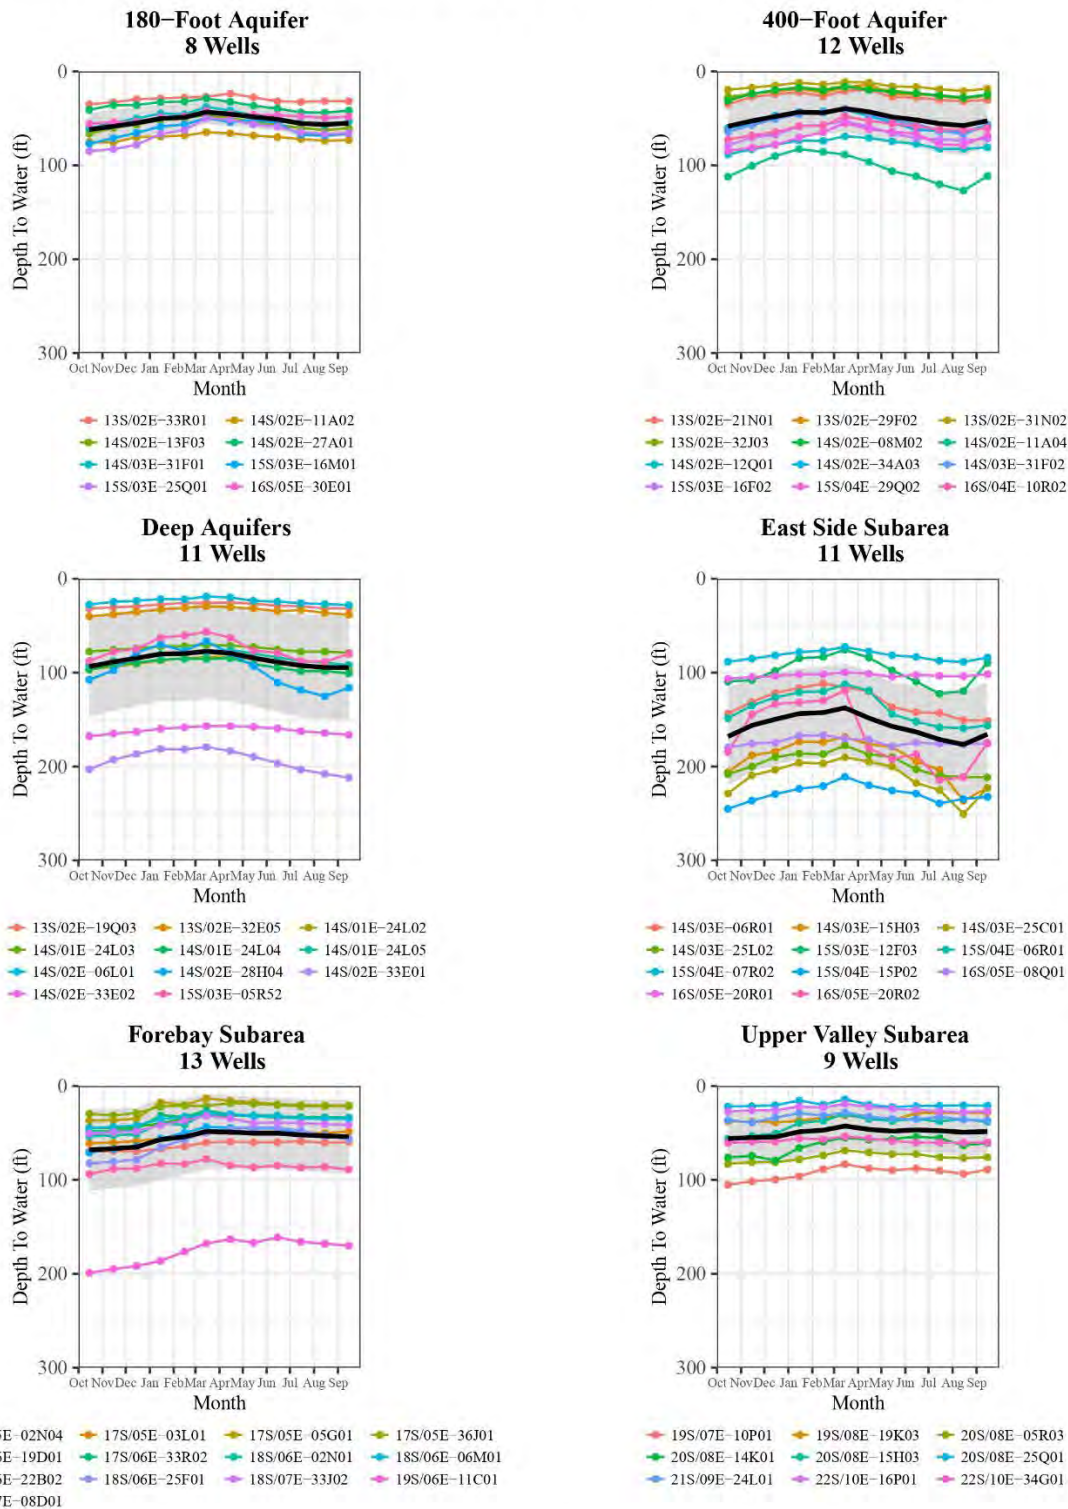 180−Foot Aquifer
8 Wells
0
100
200
300
Depth To Water (ft)
Oct Nov Dec Jan Feb Mar Apr May Jun Jul Aug Sep
Month
13S/02E−33R01 14S/02E−11A02
14S/02E−13F03 14S/02E−27A01
14S/03E−31F01 15S/03E−16M01
15S/03E−25Q01 16S/05E−30E01
400−Foot Aquifer
12 Wells
0
100
200
300
Depth To Water (ft)
Oct Nov Dec Jan Feb Mar Apr May Jun Jul Aug Sep
Month
13S/02E−21N01 13S/02E−29F02 13S/02E−31N02
13S/02E−32J03 14S/02E−08M02 14S/02E−11A04
14S/02E−12Q01 14S/02E−34A03 14S/03E−31F02
15S/03E−16F02 15S/04E−29Q02 16S/04E−10R02
Deep Aquifers
11 Wells
0
100
200
300
Depth To Water (ft)
Oct Nov Dec Jan Feb Mar Apr May Jun Jul Aug Sep
Month
13S/02E−19Q03 13S/02E−32E05 14S/01E−24L02
14S/01E−24L03 14S/01E−24L04 14S/01E−24L05
14S/02E−06L01 14S/02E−28H04 14S/02E−33E01
14S/02E−33E02 15S/03E−05R52
East Side Subarea
11 Wells
0
100
200
300
Depth To Water (ft)
Oct Nov Dec Jan Feb Mar Apr May Jun Jul Aug Sep
Month
14S/03E−06R01 14S/03E−15H03 14S/03E−25C01
14S/03E−25L02 15S/03E−12F03 15S/04E−06R01
15S/04E−07R02 15S/04E−15P02 16S/05E−08Q01
16S/05E−20R01 16S/05E−20R02
Forebay Subarea
13 Wells
0
100
200
300
Depth To Water (ft)
Oct Nov Dec Jan Feb Mar Apr May Jun Jul Aug Sep
Month
5E−02N04 17S/05E−03L01 17S/05E−05G01 17S/05E−36J01
E−19D01 17S/06E−33R02 18S/06E−02N01 18S/06E−06M01
E−22B02 18S/06E−25F01 18S/07E−33J02 19S/06E−11C01
E−08D01
Upper Valley Subarea
9 Wells
0
100
200
300
Depth To Water (ft)
Oct Nov Dec Jan Feb Mar Apr May Jun Jul Aug Sep
Month
19S/07E−10P01 19S/08E−19K03 20S/08E−05R03
20S/08E−14K01 20S/08E−15H03 20S/08E−25Q01
21S/09E−24L01 22S/10E−16P01 22S/10E−34G01